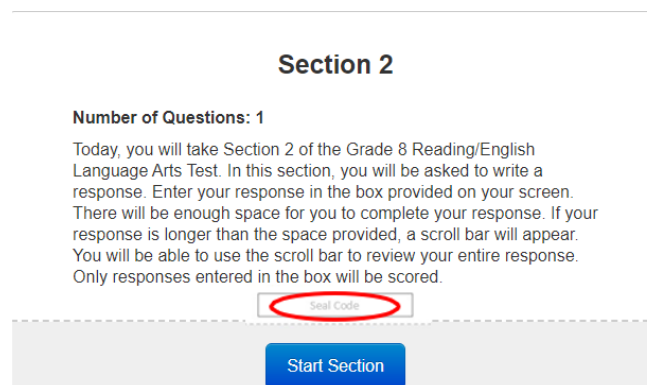 Section 2
Number of Questions: 1
Today, you will take Section 2 of the Grade 8 Reading/English
Language Arts Test. In this section, you will be asked to write a
response. Enter your response in the box provided on your screen.
There will be enough space for you to complete your response. If your
response is longer than the space provided, a scroll bar will appear.
You will be able to use the scroll bar to review your entire response.
Only responses entered in the box will be scored.
Seal Code
Start Section